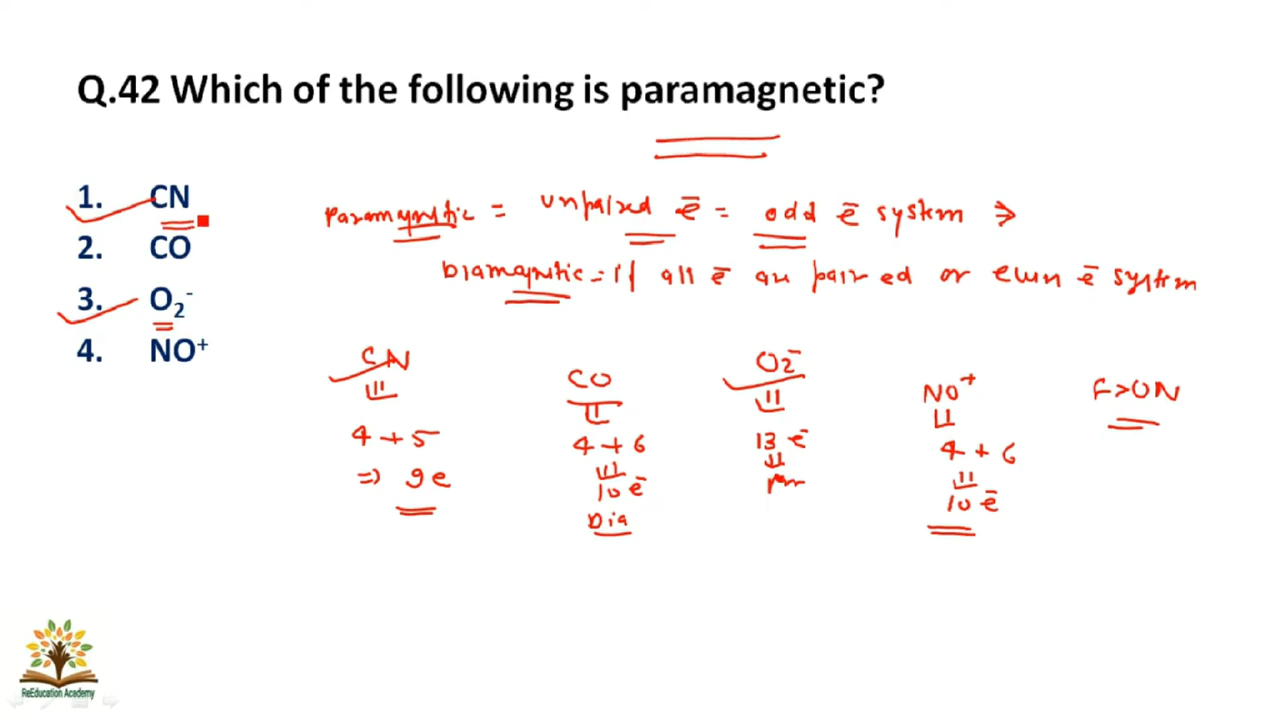 Q.42 Which of the following is paramagnetic?
1. CN
2. CO
3. O₂⁻
4. NO⁺
Paramagnetic = unpaired ē = odd ē system ⇒
Diamagnetic = if all ē are paired or even ē system
CN
4 + 5
⇒ 9e
CO
4 + 6
10 ē
Dia
O₂⁻
13 ē
NO⁺
4 + 6
10 ē
F>ON
ReEducation Academy